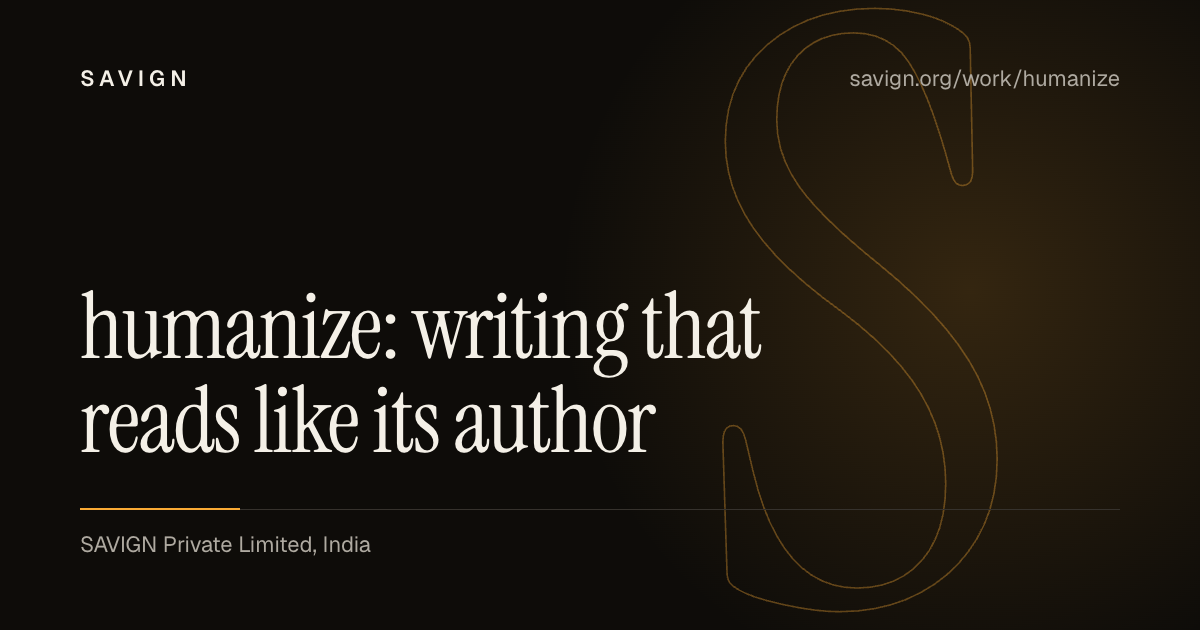 SAVIGN
savign.org/work/humanize
humanize: writing that
reads like its author
SAVIGN Private Limited, India
S